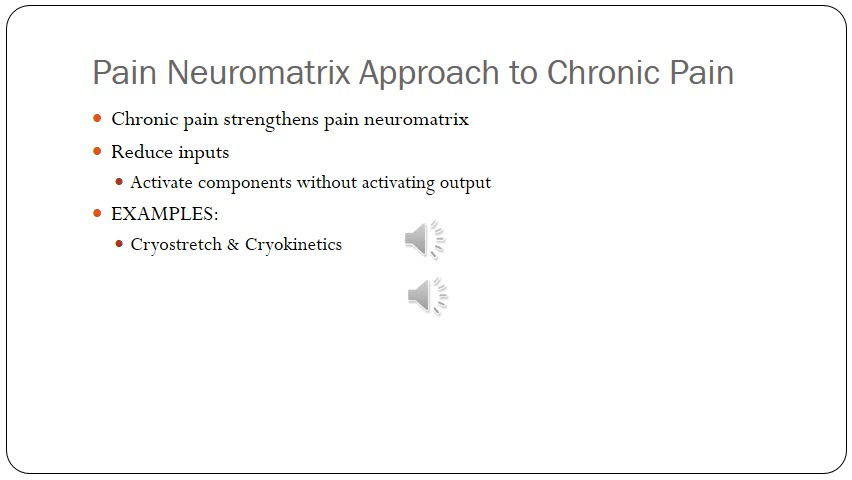 Pain Neuromatrix Approach to Chronic Pain
Chronic pain strengthens pain neuromatrix
Reduce inputs
Activate components without activating output
EXAMPLES:
Cryostretch & Cryokinetics